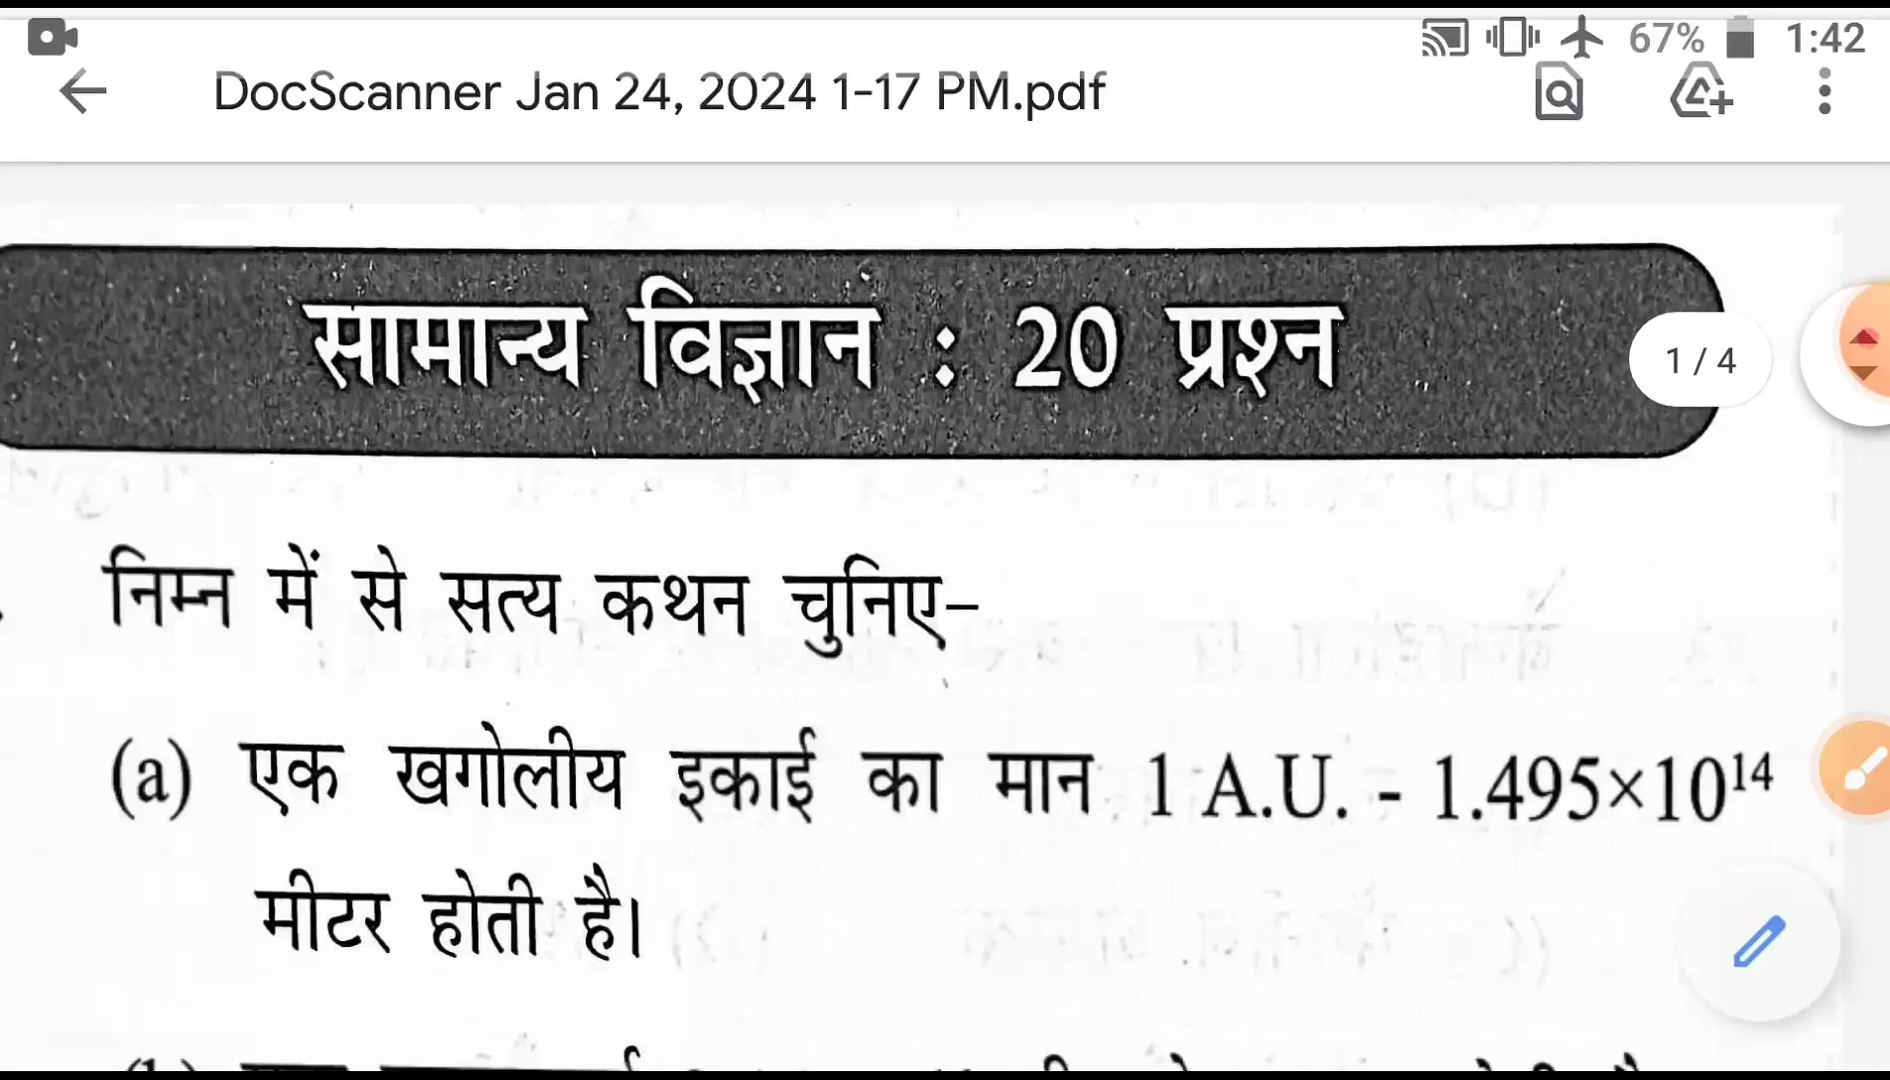 67% 1:42
DocScanner Jan 24, 2024 1-17 PM.pdf
सामान्य विज्ञान : 20 प्रश्न
1 / 4
निम्न में से सत्य कथन चुनिए-
(a) एक खगोलीय इकाई का मान 1 A.U. - 1.495×10¹⁴
मीटर होती है।